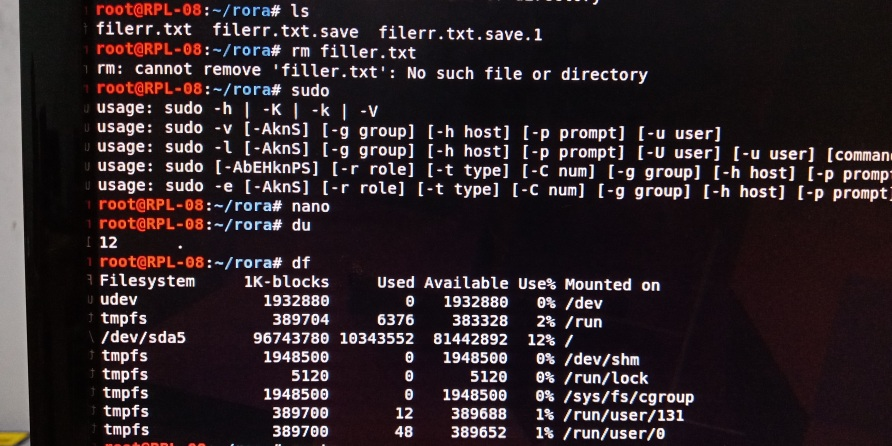 directory
root@RPL-08:~/rora# ls
filerr.txt filerr.txt.save filerr.txt.save.1
root@RPL-08:~/rora# rm filler.txt
rm: cannot remove 'filler.txt': No such file or directory
root@RPL-08:~/rora# sudo
usage: sudo -h | -K | -k | -V
usage: sudo -v [-AknS] [-g group] [-h host] [-p prompt] [-u user]
usage: sudo -l [-AknS] [-g group] [-h host] [-p prompt] [-U user] [-u user] [comman
usage: sudo [-AbEHknPS] [-r role] [-t type] [-C num] [-g group] [-h host] [-p promp
usage: sudo -e [-AknS] [-r role] [-t type] [-C num] [-g group] [-h host] [-p prompt]
root@RPL-08:~/rora# nano
root@RPL-08:~/rora# du
12 .
root@RPL-08:~/rora# df
Filesystem 1K-blocks Used Available Use% Mounted on
udev 1932880 0 1932880 0% /dev
tmpfs 389704 6376 383328 2% /run
/dev/sda5 96743780 10343552 81442892 12% /
tmpfs 1948500 0 1948500 0% /dev/shm
tmpfs 5120 0 5120 0% /run/lock
tmpfs 1948500 0 1948500 0% /sys/fs/cgroup
tmpfs 389700 12 389688 1% /run/user/131
tmpfs 389700 48 389652 1% /run/user/0